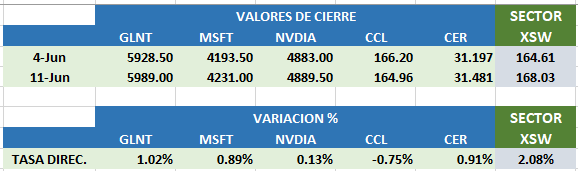 VALORES DE CIERRE SECTOR
GLNT MSFT NVDIA CCL CER XSW
4-Jun 5928.50 4193.50 4883.00 166.20 31.197 164.61
11-Jun 5989.00 4231.00 4889.50 164.96 31.481 168.03
VARIACION % SECTOR
GLNT MSFT NVDIA CCL CER XSW
TASA DIREC. 1.02% 0.89% 0.13% -0.75% 0.91% 2.08%